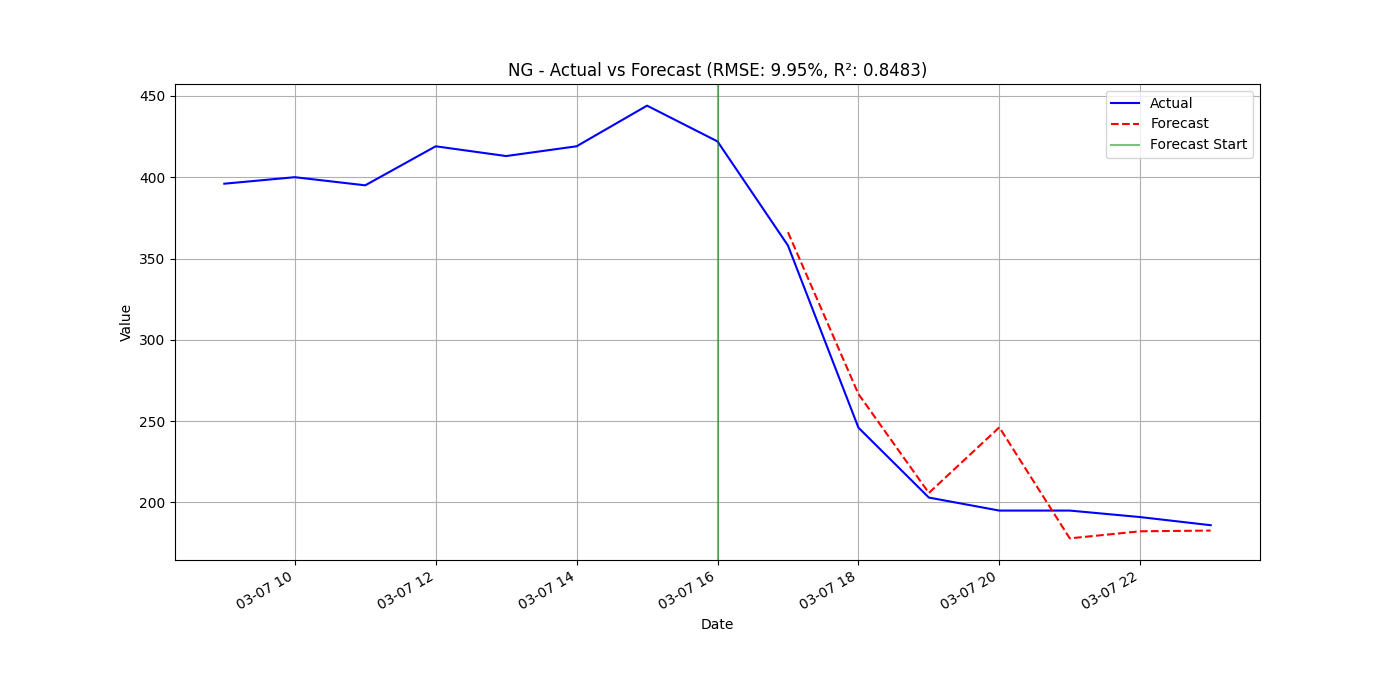 NG - Actual vs Forecast (RMSE: 9.95%, R²: 0.8483)
450
400
350
300
250
200
Value
Actual
Forecast
Forecast Start
03-07 10
03-07 12
03-07 14
03-07 16
03-07 18
03-07 20
03-07 22
Date